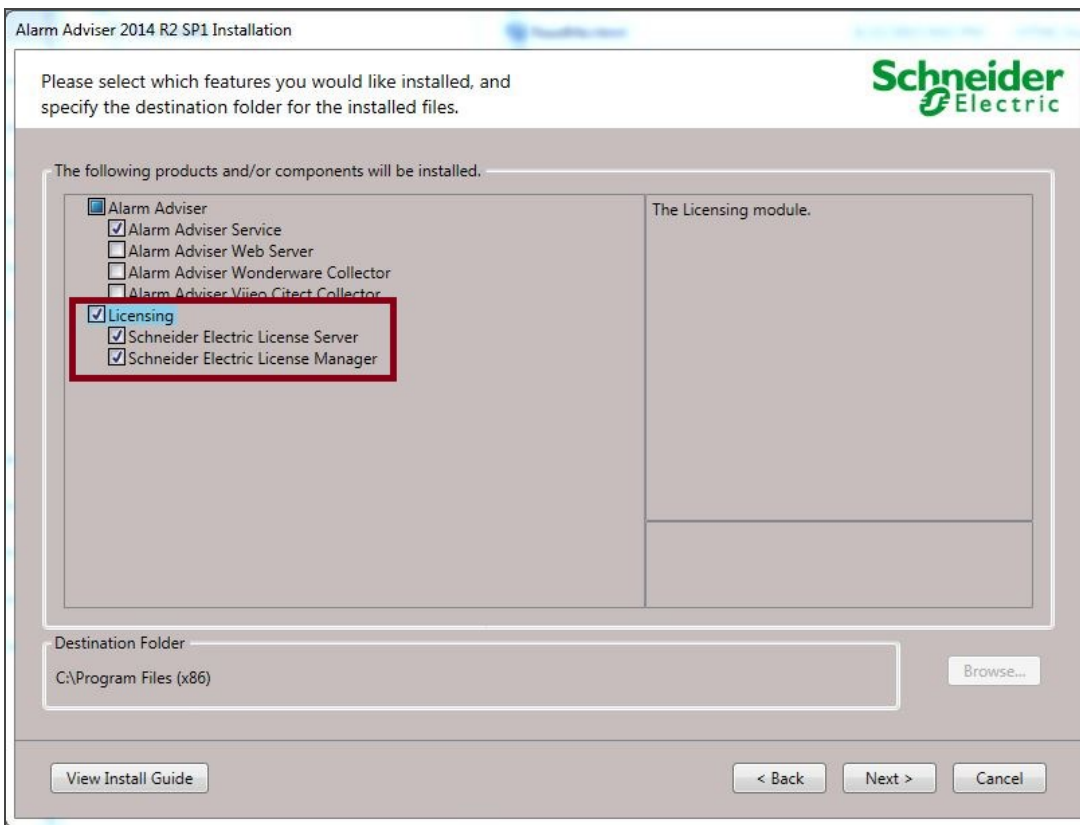 Alarm Adviser 2014 R2 SP1 Installation
Please select which features you would like installed, and
specify the destination folder for the installed files.
Schneider
Electric
The following products and/or components will be installed.
Alarm Adviser
Alarm Adviser Service
Alarm Adviser Web Server
Alarm Adviser Wonderware Collector
Alarm Adviser Vijeo Citect Collector
Licensing
Schneider Electric License Server
Schneider Electric License Manager
The Licensing module.
Destination Folder
C:\Program Files (x86)
Browse...
View Install Guide
< Back
Next >
Cancel